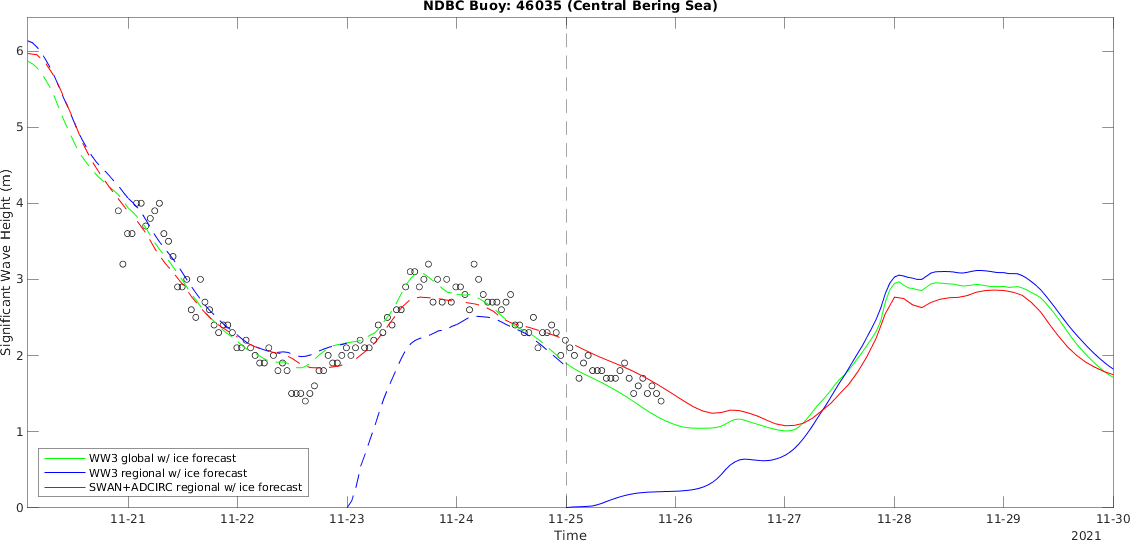 NDBC Buoy: 46035 (Central Bering Sea)
Significant Wave Height (m)
6
5
4
3
2
1
0
WW3 global w/ ice forecast
WW3 regional w/ ice forecast
SWAN+ADCIRC regional w/ ice forecast
11-21 11-22 11-23 11-24 11-25 11-26 11-27 11-28 11-29 11-30
Time
2021